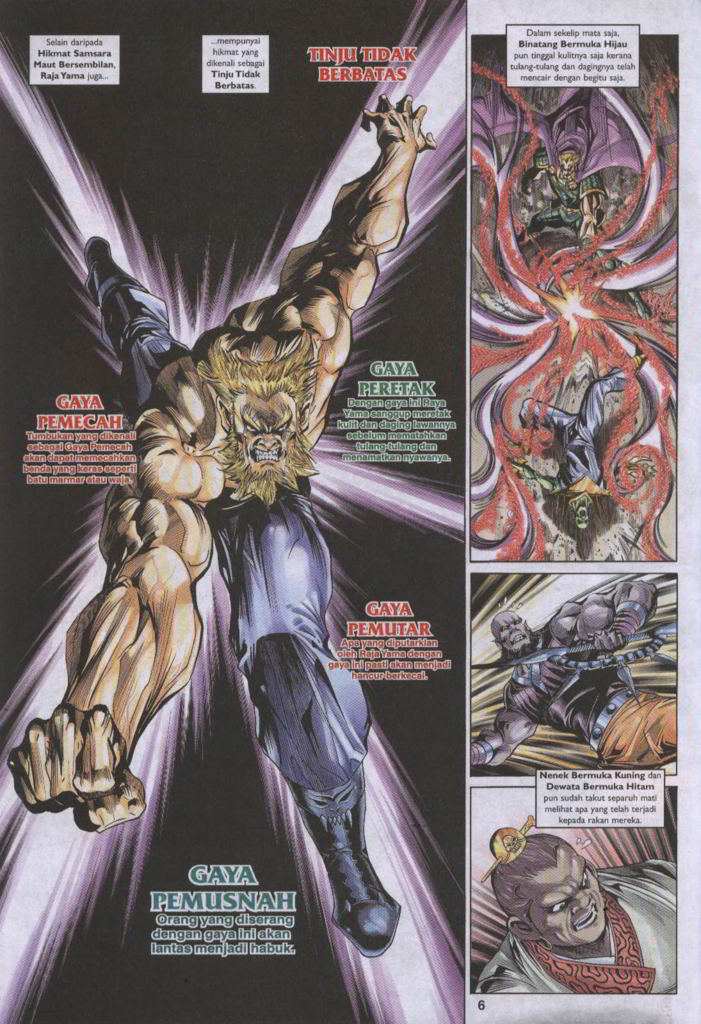 Selain daripada
Hikmat Samsara
Maut Bersembilan,
Raja Yama juga...
...mempunyai
hikmat yang
dikenali sebagai
Tinju Tidak
Berbatas.
TINJU TIDAK
BERBATAS
GAYA
PEMECAH
Tumbukan yang dikenali
sebagai Gaya Pemecah
akan dapat memecahkan
benda yang keras seperti
batu marmar atau waja.
GAYA
PERETAK
Dengan gaya ini Raya
Yama sanggup meretak
kulit dan daging lawannya
sebelum mematahkan
tulang-tulang dan
menamatkan nyawanya.
GAYA
PEMUTAR
Apa yang diputarkan
oleh Raja Yama dengan
gaya ini pasti akan menjadi
hancur-berkecai.
GAYA
PEMUSNAH
Orang yang diserang
dengan gaya ini akan
lantas menjadi habuk.
Dalam sekelip mata saja,
Binatang Bermuka Hijau
pun tinggal kulitnya saja kerana
tulang-tulang dan dagingnya telah
mencair dengan begitu saja.
Nenek Bermuka Kuning dan
Dewata Bermuka Hitam
pun sudah takut separuh mati
melihat apa yang telah terjadi
kepada rakan mereka.
6